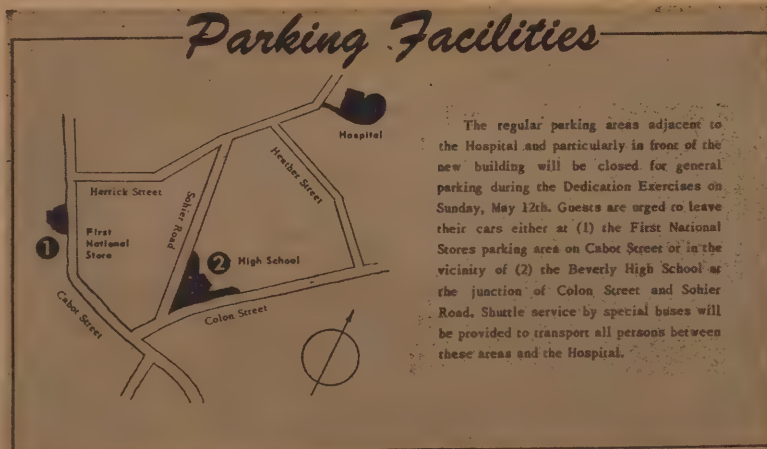 Parking Facilities
Hospital
Herrick Street
Heather Street
Sohier Road
First
National
Store
1
2
High School
Cabot Street
Colon Street
The regular parking areas adjacent to
the Hospital and particularly in front of the
new building will be closed for general
parking during the Dedication Exercises on
Sunday, May 12th. Guests are urged to leave
their cars either at (1) the First National
Stores parking area on Cabot Street or in the
vicinity of (2) the Beverly High School at
the junction of Colon Street and Sohier
Road. Shuttle service by special buses will
be provided to transport all persons between
these areas and the Hospital.